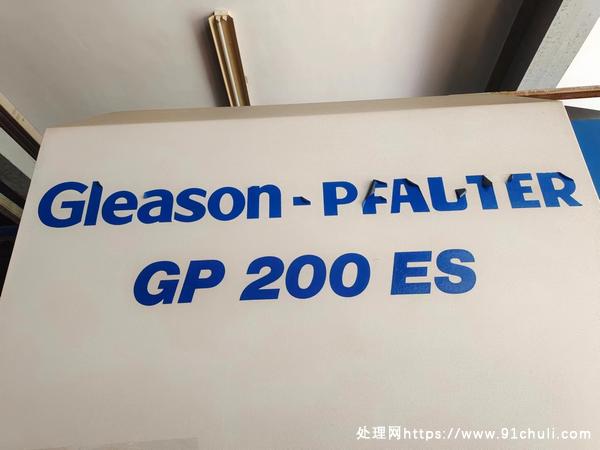 Gleason - PFAUTER
GP 200 ES
处理网https://www.91chuli.com